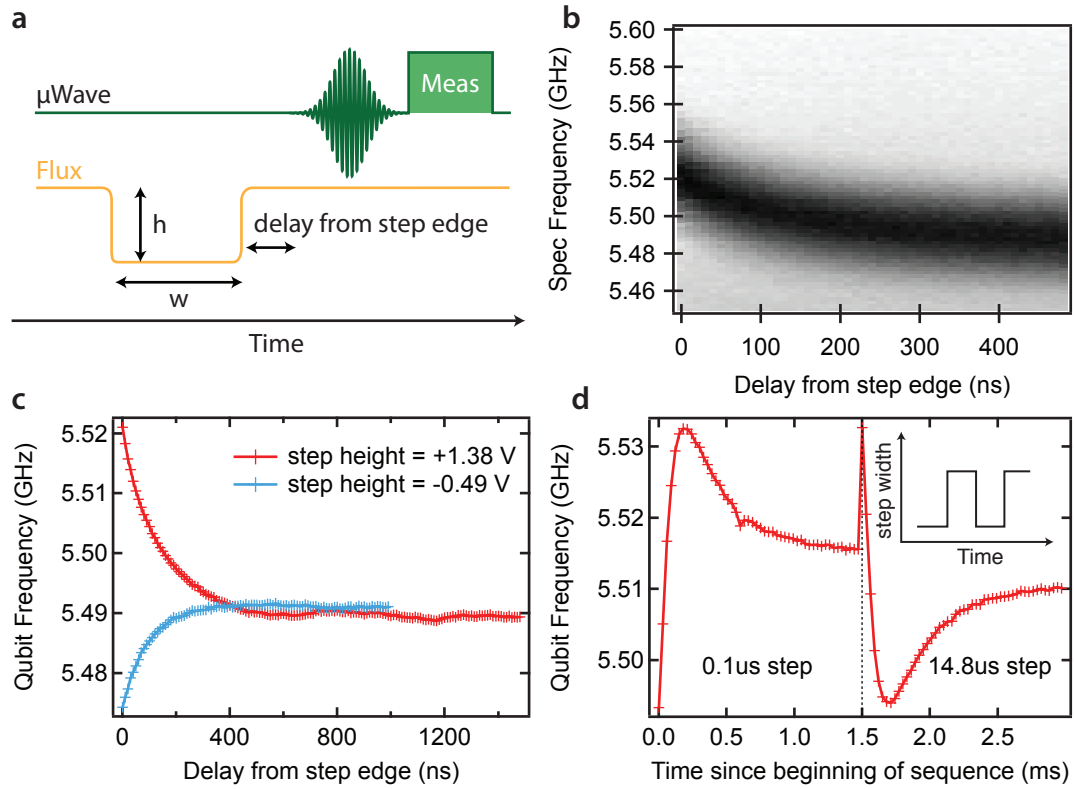 a
μWave
Meas
Flux
h
delay from step edge
w
Time
b
Spec Frequency (GHz)
5.60
5.58
5.56
5.54
5.52
5.50
5.48
5.46
0
100
200
300
400
Delay from step edge (ns)
c
Qubit Frequency (GHz)
5.52
5.51
5.50
5.49
5.48
step height = +1.38 V
step height = -0.49 V
0
400
800
1200
Delay from step edge (ns)
d
Qubit Frequency (GHz)
5.53
5.52
5.51
5.50
step width
Time
0.1us step
14.8us step
0.0
0.5
1.0
1.5
2.0
2.5
Time since beginning of sequence (ms)